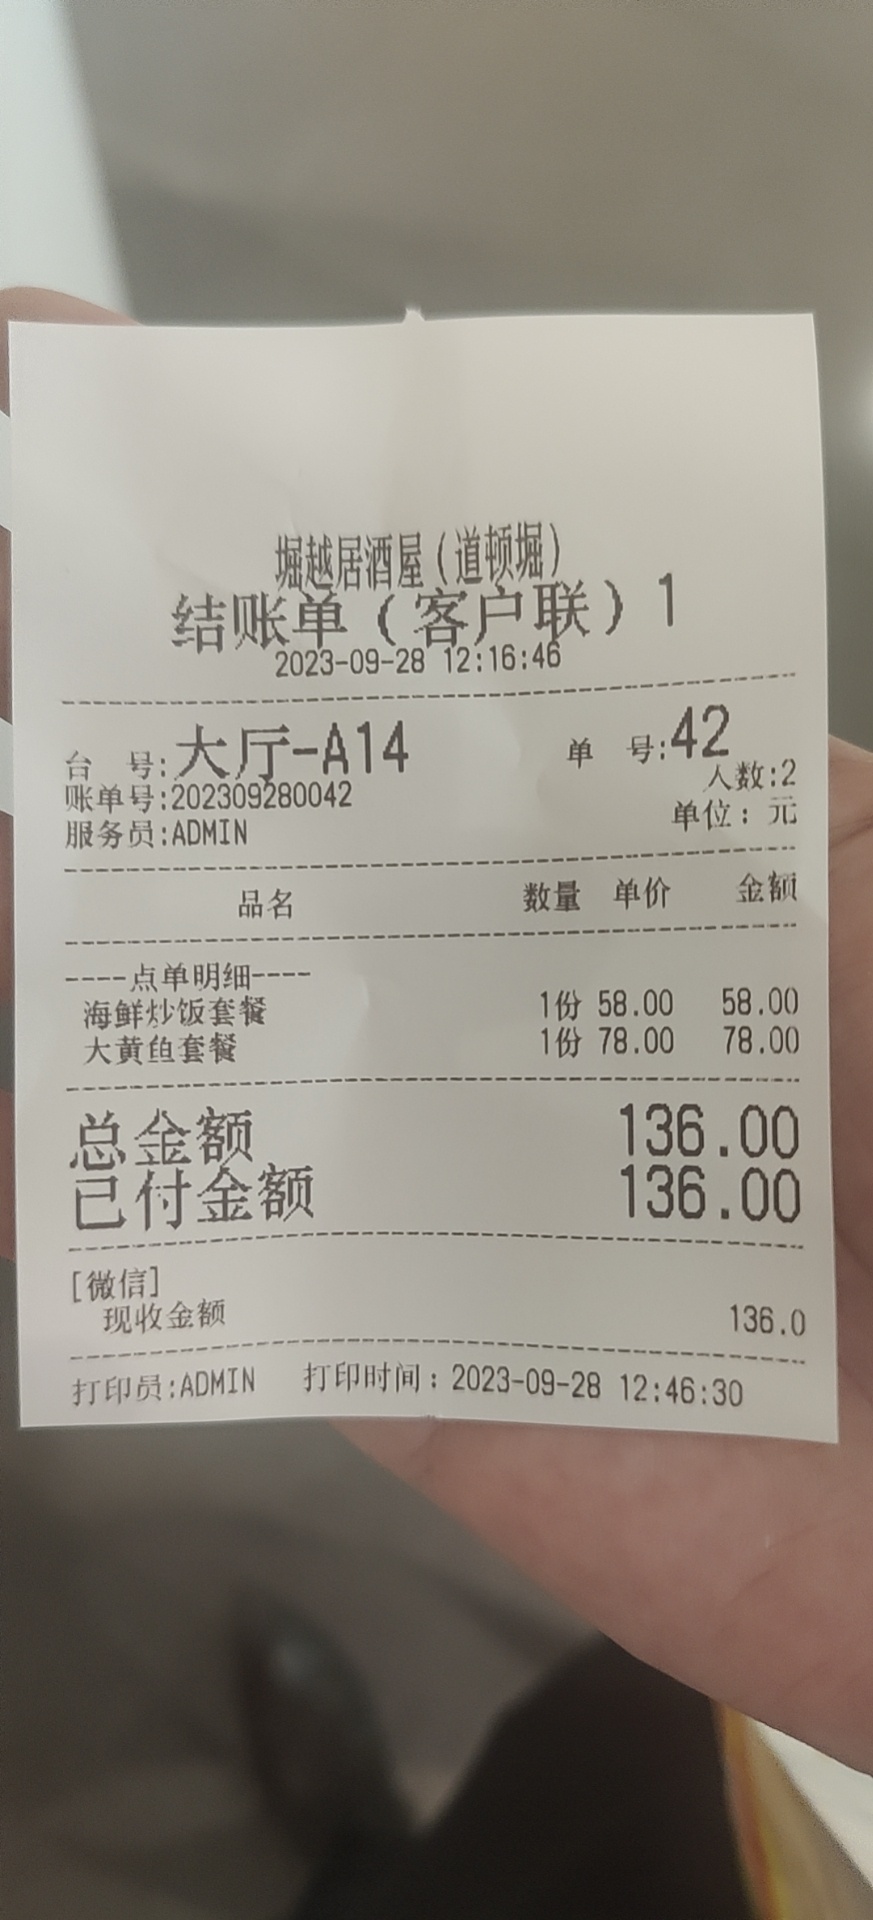 堀越居酒屋(道顿堀)
结账单(客户联)1
2023-09-28 12:16:46
台 号:大厅-A14 单 号:42
人数:2
账单号:202309280042
单位：元
服务员:ADMIN
品名 数量 单价 金额
----点单明细----
海鲜炒饭套餐 1份 58.00 58.00
大黄鱼套餐 1份 78.00 78.00
总金额 136.00
已付金额 136.00
[微信]
现收金额 136.0
打印员:ADMIN 打印时间：2023-09-28 12:46:30